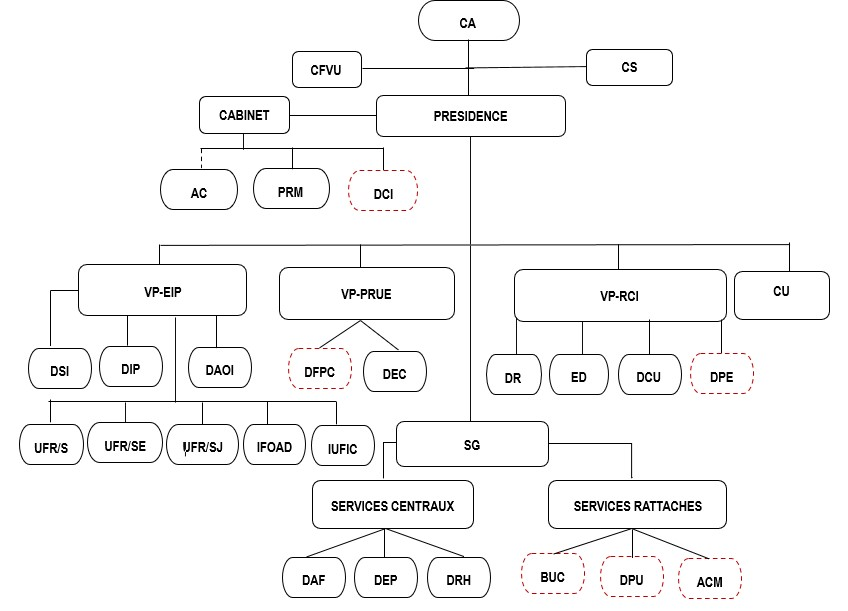 CA
CFVU
CS
CABINET
PRESIDENCE
AC
PRM
DCI
VP-EIP
VP-PRUE
VP-RCI
CU
DSI
DIP
DAOI
DFPC
DEC
DR
ED
DCU
DPE
UFR/S
UFR/SE
UFR/SJ
IFOAD
IUFIC
SG
SERVICES CENTRAUX
SERVICES RATTACHES
DAF
DEP
DRH
BUC
DPU
ACM